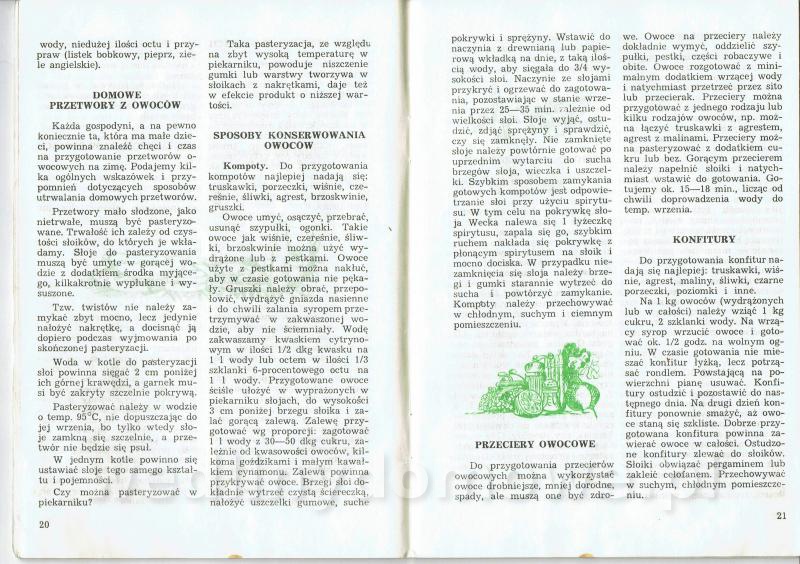 wody, niedużej ilości octu i przy-
praw (listek bobkowy, pieprz, zie-
le angielskie).
DOMOWE
PRZETWORY Z OWOCÓW
Każda gospodyni, a na pewno
koniecznie ta, która ma małe dzie-
ci, powinna znaleźć chęci i czas
na przygotowanie przetworów o-
wocowych na zimę. Podajemy kil-
ka ogólnych wskazówek i przy-
pomnień dotyczących sposobów
utrwalania domowych przetworów.
Przetwory mało słodzone, jako
nietrwałe, muszą być pasteryzo-
wane. Trwałość ich zależy od czys-
tości słoików, do których je wkła-
damy. Słoje do pasteryzowania
muszą być umyte w gorącej wo-
dzie z dodatkiem środka myjące-
go, kilkakrotnie wypłukane i wy-
suszone.
Tzw. twistów nie należy za-
mykać zbyt mocno, lecz jedynie
nałożyć nakrętkę, a docisnąć ją
dopiero podczas wyjmowania po
skończonej pasteryzacji.
Woda w kotle do pasteryzacji
słoi powinna sięgać 2 cm poniżej
ich górnej krawędzi, a garnek mu-
si być zakryty szczelnie pokrywą.
Pasteryzować należy w wodzie
o temp. 95°C, nie dopuszczając do
jej wrzenia, bo tylko wtedy sło-
je zamkną się szczelnie, a prze-
twór nie będzie się psuł.
W jednym kotle powinno się
ustawiać słoje tego samego kształ-
tu i pojemności.
Czy można pasteryzować w
piekarniku?
20
Taka pasteryzacja, ze względu
na zbyt wysoką temperaturę w
piekarniku, powoduje niszczenie
gumki lub warstwy tworzywa w
słoikach z nakrętkami, daje też
w efekcie produkt o niższej war-
tości.
SPOSOBY KONSERWOWANIA
OWOCÓW
Kompoty. Do przygotowania
kompotów najlepiej nadają się:
truskawki, porzeczki, wiśnie, cze-
reśnie, śliwki, agrest, brzoskwinie,
gruszki.
Owoce umyć, osączyć, przebrać,
usunąć szypułki, ogonki. Takie
owoce jak wiśnie, czereśnie, śliw-
ki, brzoskwinie można użyć wy-
drążone lub z pestkami. Owoce
użyte z pestkami można nakłuć,
aby w czasie gotowania nie pęka-
ły. Gruszki należy obrać, przepo-
łowić, wydrążyć gniazda nasienne
i do chwili zalania syropem prze-
trzymywać w zakwaszonej wo-
dzie, aby nie ściemniały. Wodę
zakwaszamy kwaskiem cytryno-
wym w ilości 1/2 dkg kwasku na
1 l wody lub octem w ilości 1/3
szklanki 6-procentowego octu na
1 l wody. Przygotowane owoce
ściśle ułożyć w wyprażonych w
piekarniku słojach, do wysokości
3 cm poniżej brzegu słoika i za-
lać gorącą zalewą. Zalewę przy-
gotować wg proporcji: zagotować
1 l wody z 30—50 dkg cukru, za-
leżnie od kwasowości owoców, kil-
koma goździkami i małym kawał-
kiem cynamonu. Zalewa powinna
przykrywać owoce. Brzegi słoi do-
kładnie wytrzeć czystą ściereczką,
nałożyć uszczelki gumowe, suche
pokrywki i sprężyny. Wstawić do
naczynia z drewnianą lub papie-
rową wkładką na dnie, z taką iloś-
cią wody, aby sięgała do 3/4 wy-
sokości słoi. Naczynie ze słojami
przykryć i ogrzewać do zagotowa-
nia, pozostawiając w stanie wrze-
nia przez 25—35 min. zależnie od
wielkości słoi. Słoje wyjąć, ostu-
dzić, zdjąć sprężyny i sprawdzić,
czy się zamknęły. Nie zamknięte
słoje należy powtórnie gotować po
uprzednim wytarciu do sucha
brzegów słoja, wieczka i uszczel-
ki. Szybkim sposobem zamykania
gotowych kompotów jest odpowie-
trzanie słoi przy użyciu spirytu-
su. W tym celu na pokrywkę sło-
ja Wecka nalewa się 1 łyżeczkę
spirytusu, zapala się go, szybkim
ruchem nakłada się pokrywkę z
płonącym spirytusem na słoik i
mocno dociska. W przypadku nie-
zamknięcia się słoja należy brze-
gi i gumki starannie wytrzeć do
sucha i powtórzyć zamykanie.
Kompoty należy przechowywać
w chłodnym, suchym i ciemnym
pomieszczeniu.
PRZECIERY OWOCOWE
Do przygotowania przecierów
owocowych można wykorzystać
owoce drobniejsze, mniej dorodne,
spady, ale muszą one być zdro-
we. Owoce na przeciery należy
dokładnie wymyć, oddzielić szy-
pułki, pestki, części robaczywe i
obite. Owoce rozgotować z mini-
malnym dodatkiem wrzącej wody
i natychmiast przetrzeć przez sito
lub przecierak. Przeciery można
przygotować z jednego rodzaju lub
kilku rodzajów owoców, np. moż-
na łączyć truskawki z agrestem,
agrest z malinami. Przeciery moż-
na pasteryzować z dodatkiem cu-
kru lub bez. Gorącym przecierem
należy napełnić słoiki i natych-
miast wstawić do gotowania. Go-
tujemy ok. 15—18 min., licząc od
chwili doprowadzenia wody do
temp. wrzenia.
KONFITURY
Do przygotowania konfitur na-
dają się najlepiej: truskawki, wiś-
nie, agrest, maliny, śliwki, czarne
porzeczki, poziomki i inne.
Na 1 kg owoców (wydrążonych
lub w całości) należy wziąć 1 kg
cukru, 2 szklanki wody. Na wrzą-
cy syrop wrzucić owoce i goto-
wać ok. 1/2 godz. na wolnym og-
niu. W czasie gotowania nie mie-
szać konfitur łyżką, lecz potrzą-
sać rondlem. Powstającą na po-
wierzchni pianę usuwać. Konfi-
tury ostudzić i pozostawić do nas-
tępnego dnia. Na drugi dzień kon-
fitury ponownie smażyć, aż owo-
ce staną się szkliste. Dobrze przy-
gotowana konfitura powinna za-
wierać owoce w całości. Ostudzo-
ne konfitury zlewać do słoików.
Słoiki obwiązać pergaminem lub
zakleić celofanem. Przechowywać
w suchym, chłodnym pomieszcze-
niu.
21